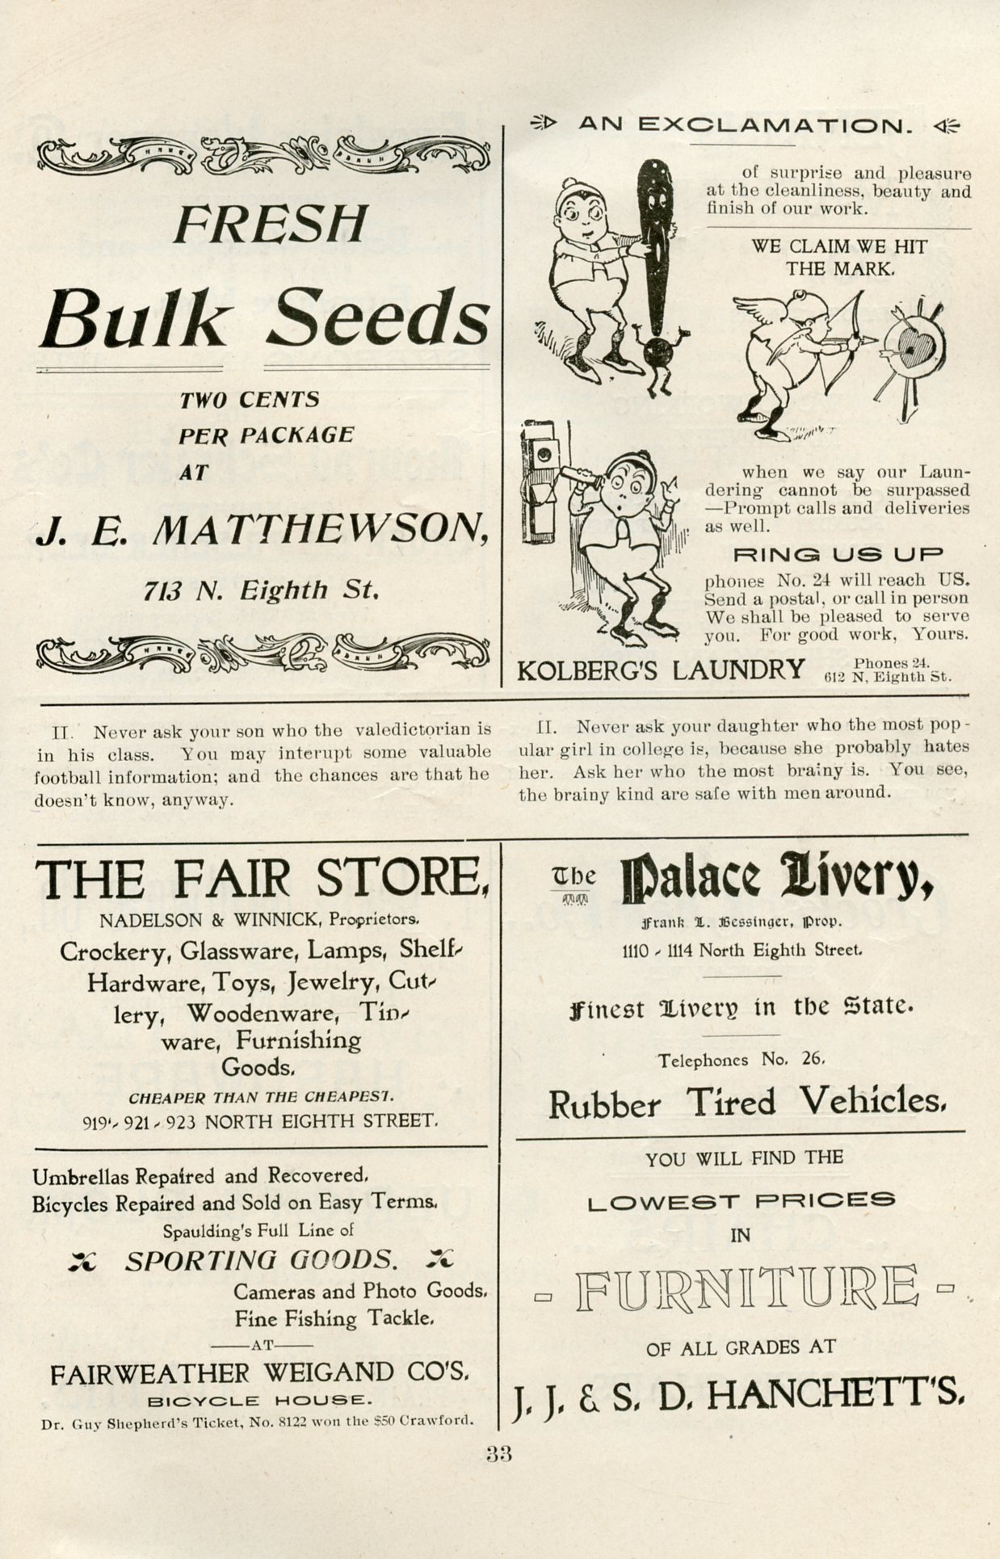 FRESH
Bulk Seeds
TWO CENTS
PER PACKAGE
AT
J. E. MATTHEWSON,
713 N. Eighth St.
AN EXCLAMATION.
of surprise and pleasure
at the cleanliness, beauty and
finish of our work.
WE CLAIM WE HIT
THE MARK.
when we say our Laun-
dering cannot be surpassed
—Prompt calls and deliveries
as well.
RING US UP
phones No. 24 will reach US.
Send a postal, or call in person
We shall be pleased to serve
you. For good work, Yours.
KOLBERG'S LAUNDRY
Phones 24.
612 N. Eighth St.
II. Never ask your son who the valedictorian is
in his class. You may interupt some valuable
football information; and the chances are that he
doesn't know, anyway.
II. Never ask your daughter who the most pop-
ular girl in college is, because she probably hates
her. Ask her who the most brainy is. You see,
the brainy kind are safe with men around.
THE FAIR STORE,
NADELSON & WINNICK, Proprietors.
Crockery, Glassware, Lamps, Shelf-
Hardware, Toys, Jewelry, Cut-
lery, Woodenware, Tin-
ware, Furnishing
Goods.
CHEAPER THAN THE CHEAPEST.
919-921-923 NORTH EIGHTH STREET.
The Palace Livery,
Frank L. Bessinger, Prop.
1110-1114 North Eighth Street.
Finest Livery in the State.
Telephones No. 26.
Rubber Tired Vehicles.
Umbrellas Repaired and Recovered.
Bicycles Repaired and Sold on Easy Terms.
Spaulding's Full Line of
SPORTING GOODS.
Cameras and Photo Goods.
Fine Fishing Tackle.
—AT—
FAIRWEATHER WEIGAND CO'S.
BICYCLE HOUSE.
Dr. Guy Shepherd's Ticket, No. 8122 won the $50 Crawford.
YOU WILL FIND THE
LOWEST PRICES
IN
- FURNITURE -
OF ALL GRADES AT
J. J. & S. D. HANCHETT'S.
33